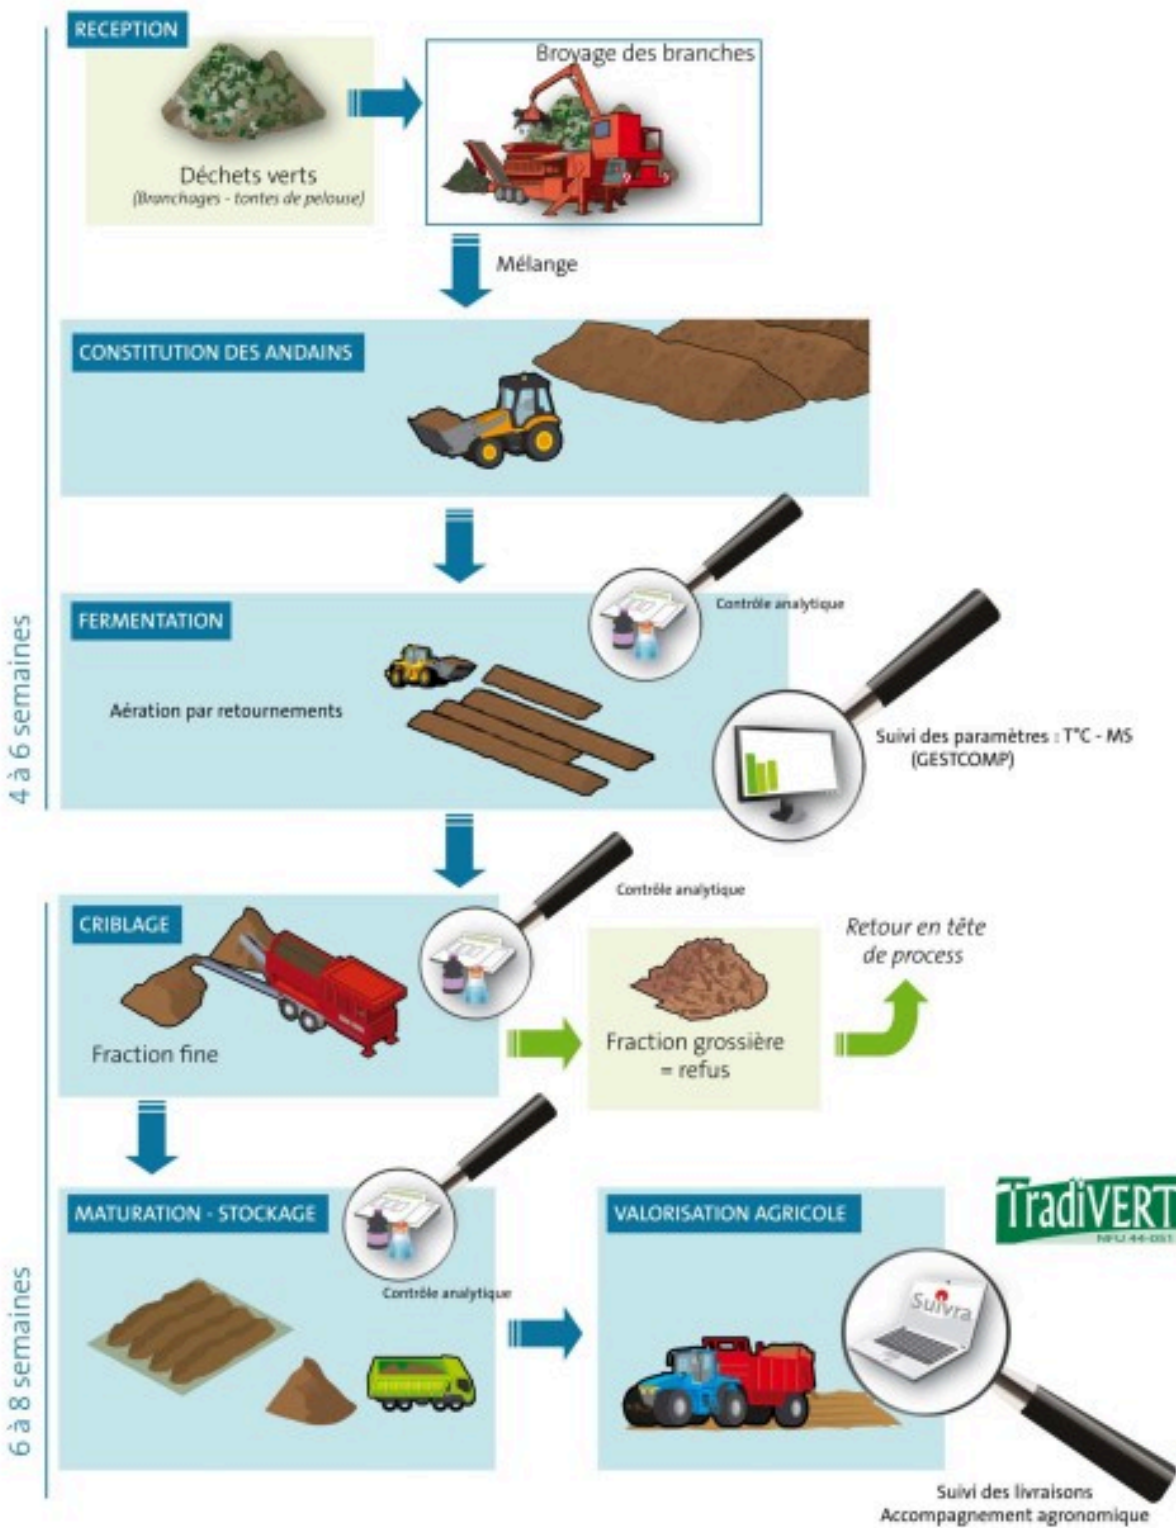 RECEPTION
Broyage des branches
Déchets verts
(Branchages - tontes de pelouse)
Mélange
CONSTITUTION DES ANDAINS
4 à 6 semaines
FERMENTATION
Contrôle analytique
Aération par retournements
Suivi des paramètres : T°C - MS
(GESTCOMP)
CRIBLAGE
Contrôle analytique
Retour en tête
de process
Fraction fine
Fraction grossière
= refus
6 à 8 semaines
MATURATION - STOCKAGE
Contrôle analytique
VALORISATION AGRICOLE
TradiVERT
NFU 44-051
Suivra
Suivi des livraisons
Accompagnement agronomique